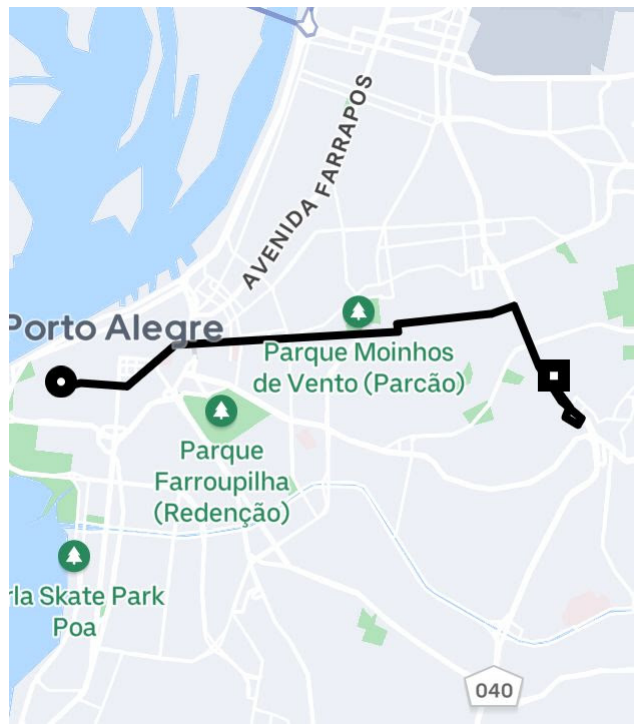 AVENIDA FARRAPOS
Porto Alegre
Parque Moinhos
de Vento (Parcão)
Parque
Farroupilha
(Redenção)
rla Skate Park
Poa
040